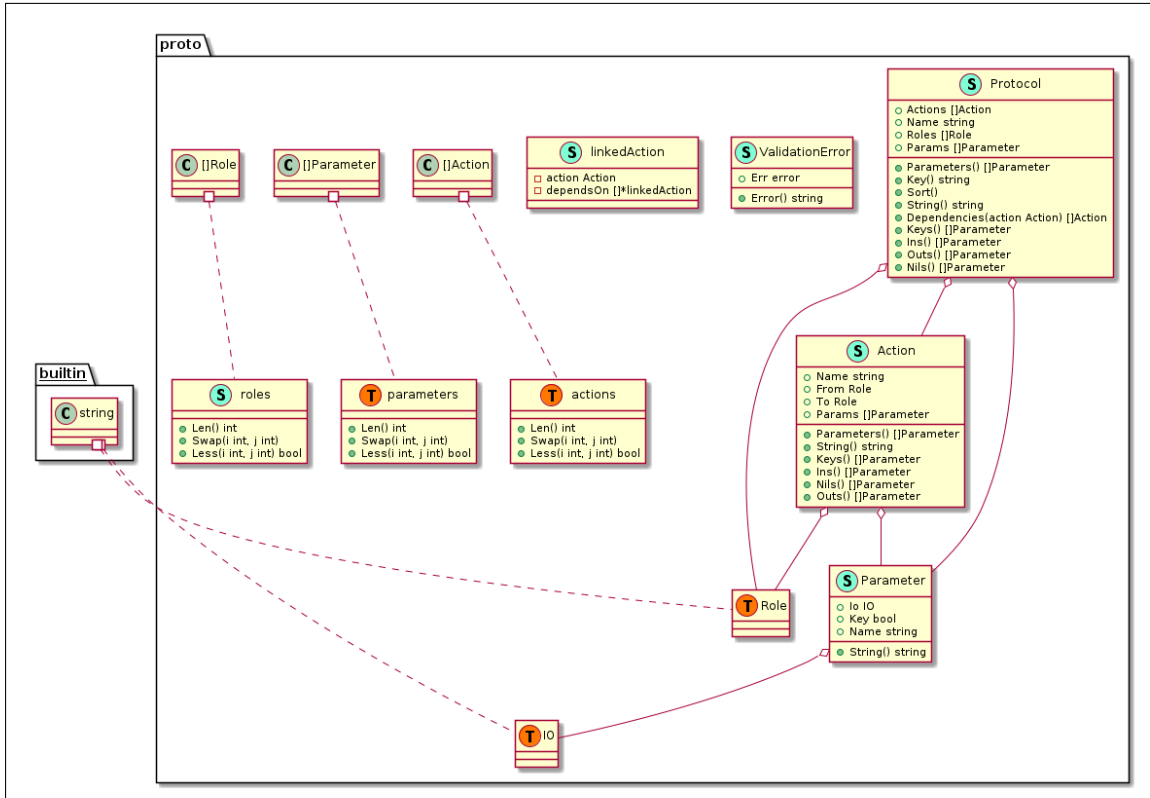 proto
S Protocol
Actions []Action
Name string
Roles []Role
Params []Parameter
Parameters() []Parameter
Key() string
Sort()
String() string
Dependencies(action Action) []Action
Keys() []Parameter
Ins() []Parameter
Outs() []Parameter
Nils() []Parameter
C []Role
C []Parameter
C []Action
S linkedAction
action Action
dependsOn []*linkedAction
S ValidationError
Err error
Error() string
builtin
C string
S roles
Len() int
Swap(i int, j int)
Less(i int, j int) bool
T parameters
Len() int
Swap(i int, j int)
Less(i int, j int) bool
T actions
Len() int
Swap(i int, j int)
Less(i int, j int) bool
S Action
Name string
From Role
To Role
Params []Parameter
Parameters() []Parameter
String() string
Keys() []Parameter
Ins() []Parameter
Nils() []Parameter
Outs() []Parameter
T Role
S Parameter
Io IO
Key bool
Name string
String() string
T IO